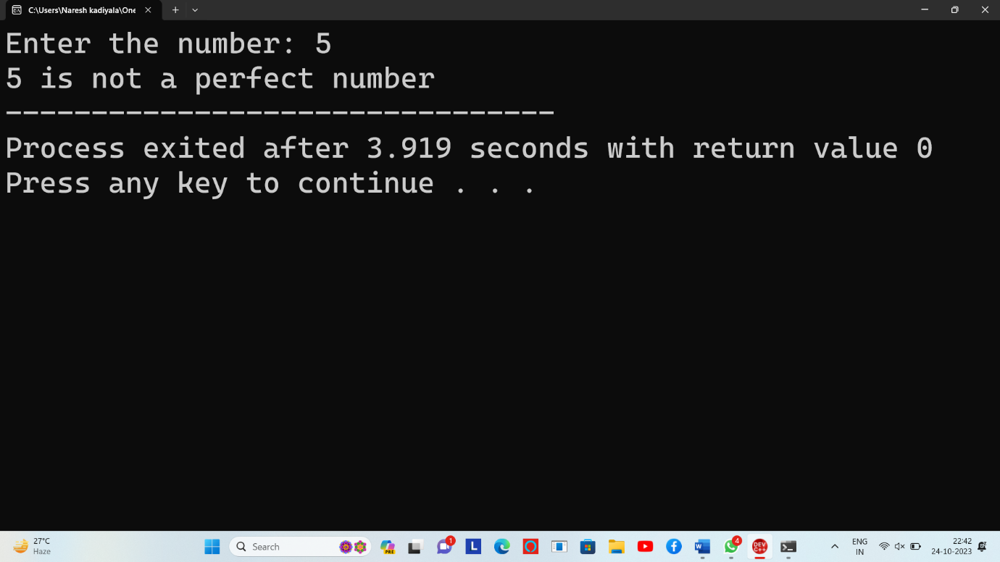 C:\Users\Naresh kadiyala\One
Enter the number: 5
5 is not a perfect number
--------------------------------
Process exited after 3.919 seconds with return value 0
Press any key to continue . . .
27°C
Haze
Search
PRE
1
L
W
4
DEV
C++
ENG
IN
22:42
24-10-2023